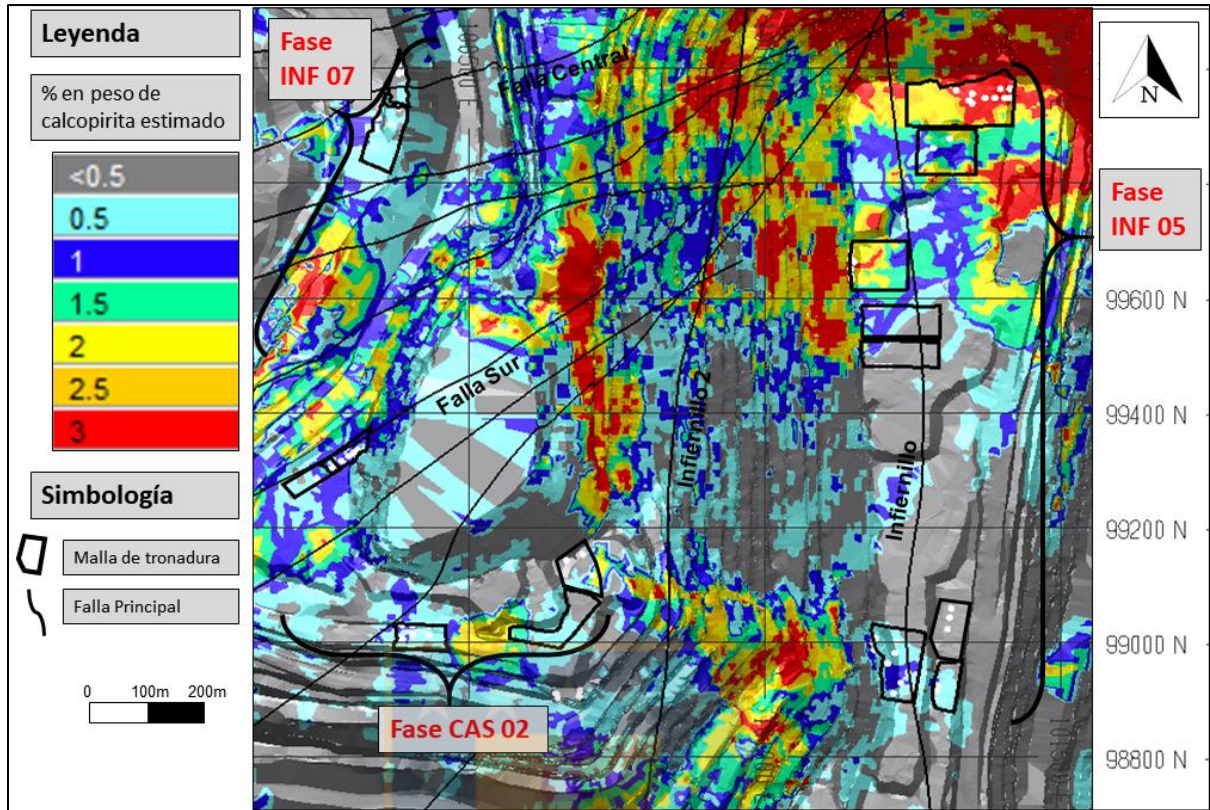 Leyenda
% en peso de
calcopirita estimado
<0.5
0.5
1
1.5
2
2.5
3
Simbología
Malla de tronadura
Falla Principal
0 100m 200m
Fase
INF 07
Falla Central
Falla Sur
Infiernillo 2
Infiernillo
Fase CAS 02
N
Fase
INF 05
99600 N
99400 N
99200 N
99000 N
98800 N